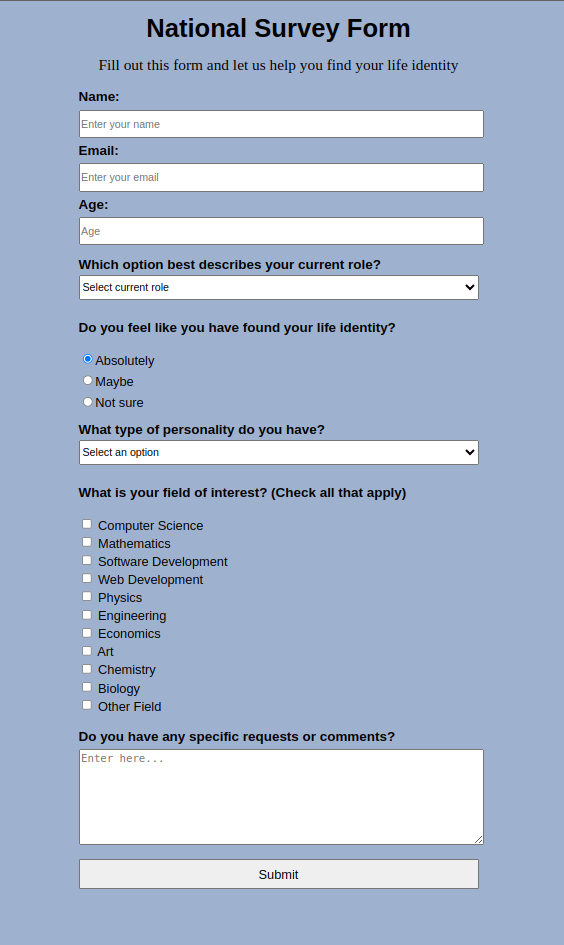 National Survey Form
Fill out this form and let us help you find your life identity
Name:
Enter your name
Email:
Enter your email
Age:
Age
Which option best describes your current role?
Select current role
Do you feel like you have found your life identity?
Absolutely
Maybe
Not sure
What type of personality do you have?
Select an option
What is your field of interest? (Check all that apply)
Computer Science
Mathematics
Software Development
Web Development
Physics
Engineering
Economics
Art
Chemistry
Biology
Other Field
Do you have any specific requests or comments?
Enter here...
Submit